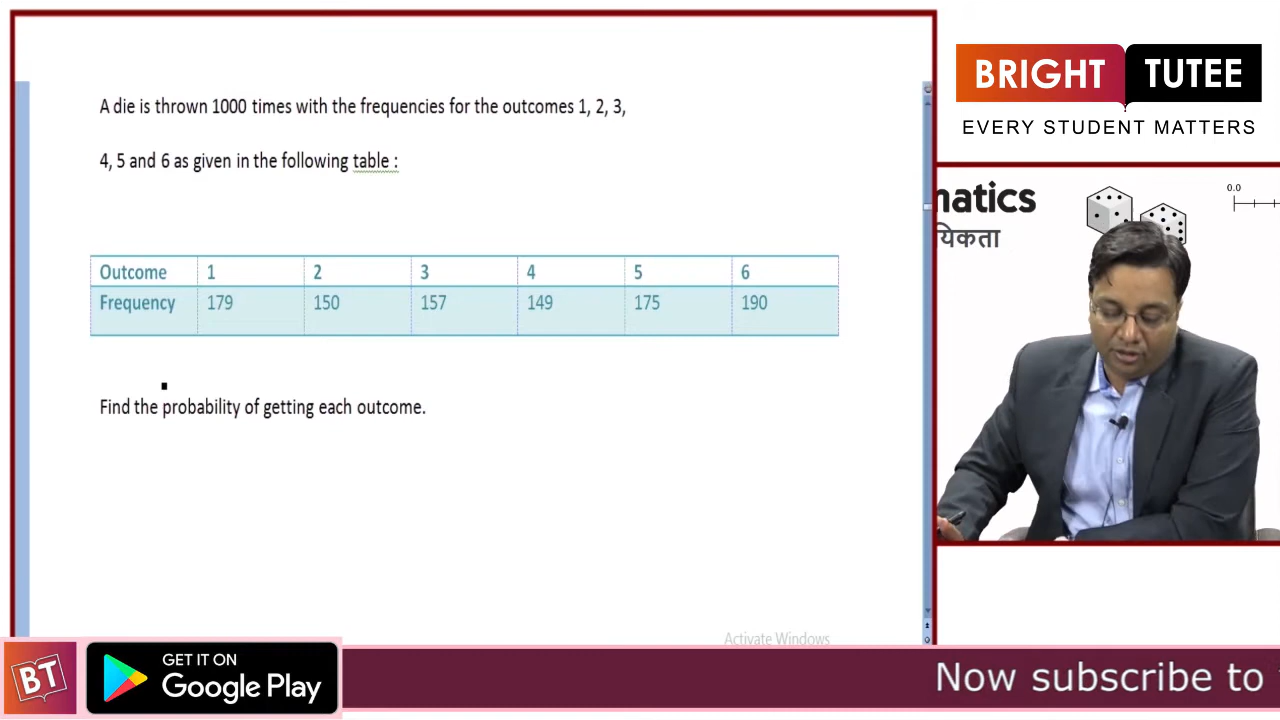 A die is thrown 1000 times with the frequencies for the outcomes 1, 2, 3,
4, 5 and 6 as given in the following table :
Outcome 1 2 3 4 5 6
Frequency 179 150 157 149 175 190
Find the probability of getting each outcome.
Activate Windows
BRIGHT TUTEE
EVERY STUDENT MATTERS
matics
यिकता
0.0
BT
GET IT ON
Google Play
Now subscribe to